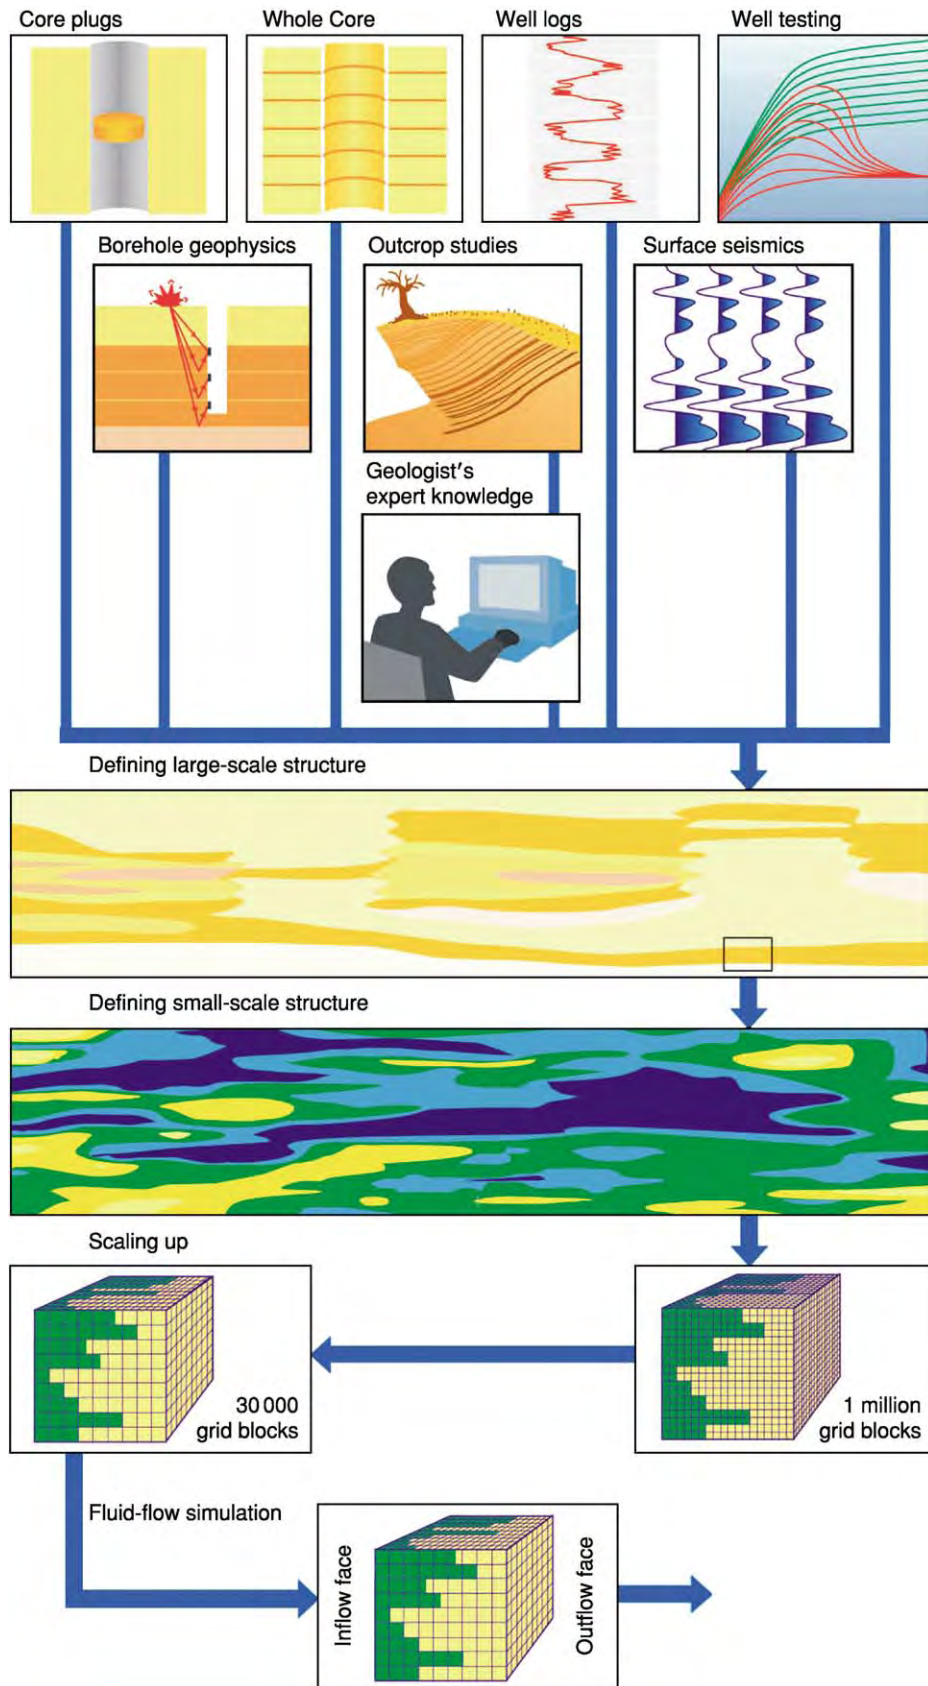 Core plugs
Whole Core
Well logs
Well testing
Borehole geophysics
Outcrop studies
Surface seismics
Geologist's
expert knowledge
Defining large-scale structure
Defining small-scale structure
Scaling up
30 000
grid blocks
1 million
grid blocks
Fluid-flow simulation
Inflow face
Outflow face